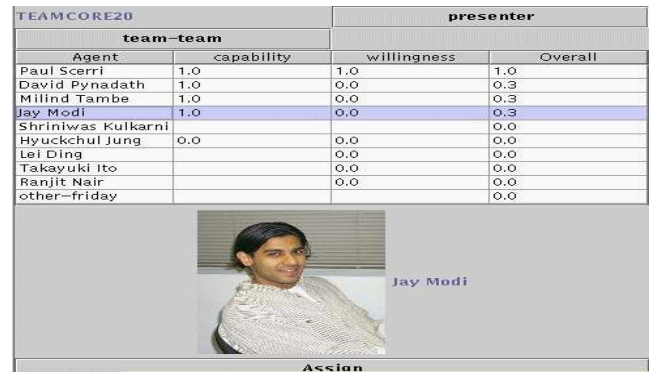 TEAMCORE20 presenter
team-team
Agent capability willingness Overall
Paul Scerri 1.0 1.0 1.0
David Pynadath 1.0 0.0 0.3
Milind Tambe 1.0 0.0 0.3
Jay Modi 1.0 0.0 0.3
Shriniwas Kulkarni 0.0
Hyuckchul Jung 0.0 0.0 0.0
Lei Ding 0.0 0.0
Takayuki Ito 0.0 0.0
Ranjit Nair 0.0 0.0
other-friday 0.0
Jay Modi
Assign